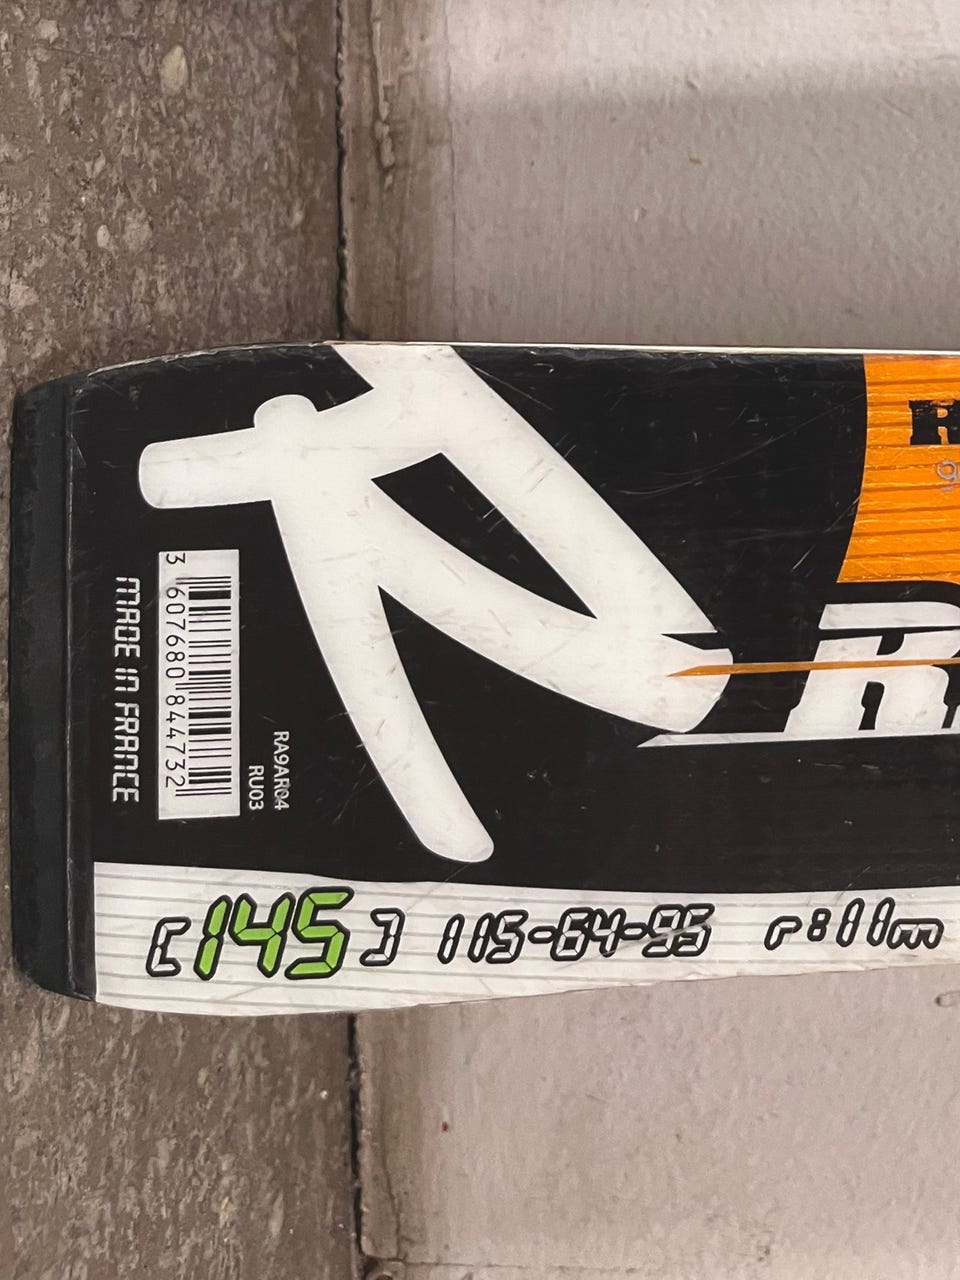 [145] 115-64-95 r:11m
MADE IN FRANCE
3 607680 844732
RU03
RA9AR04
R